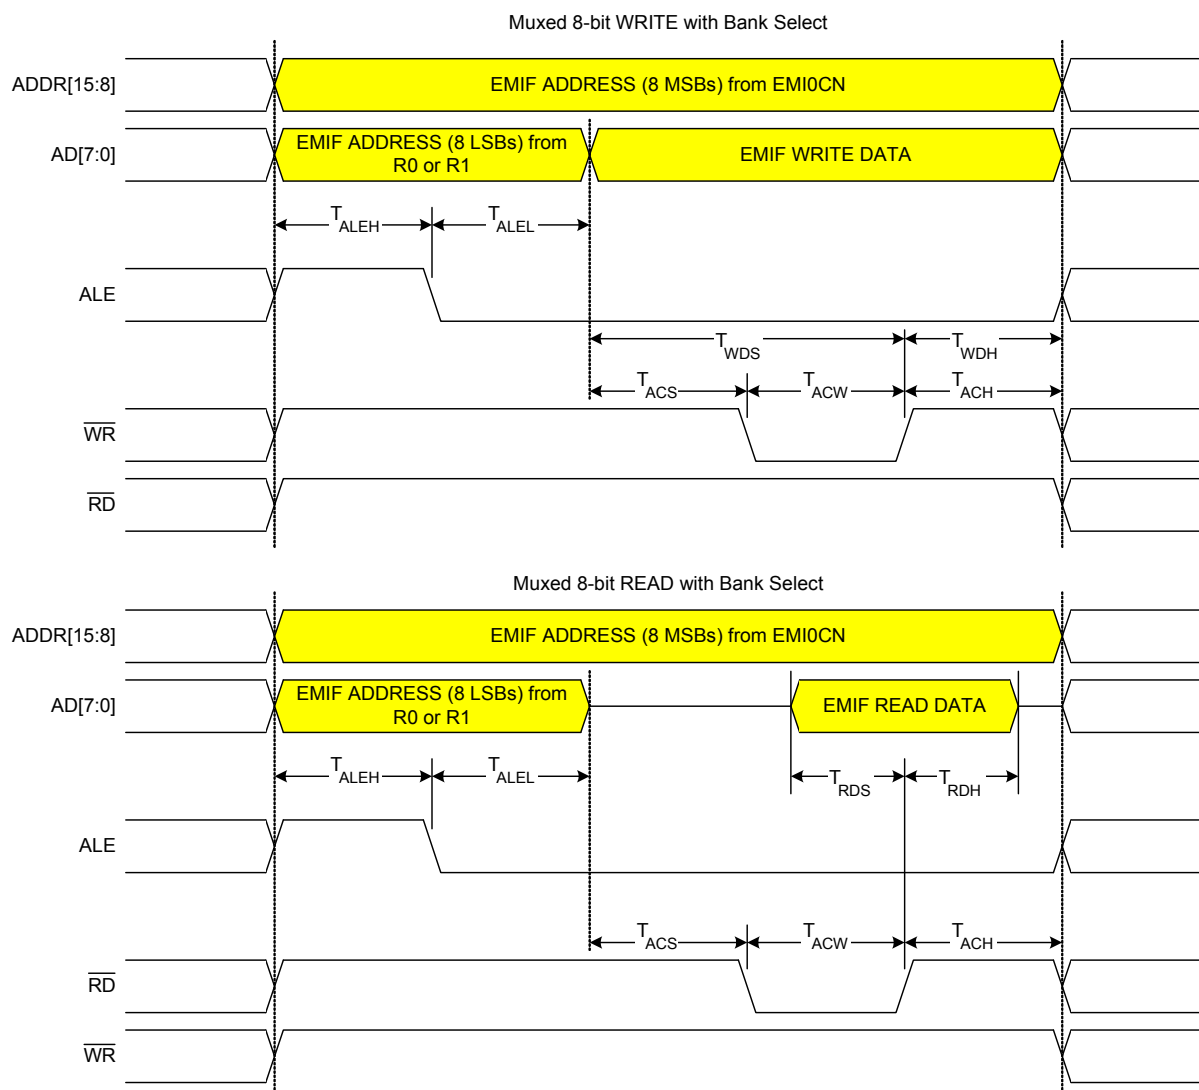 Muxed 8-bit WRITE with Bank Select
ADDR[15:8]
EMIF ADDRESS (8 MSBs) from EMI0CN
AD[7:0]
EMIF ADDRESS (8 LSBs) from
R0 or R1
EMIF WRITE DATA
TALEH
TALEL
ALE
TWDS
TWDH
TACS
TACW
TACH
WR
RD
Muxed 8-bit READ with Bank Select
ADDR[15:8]
EMIF ADDRESS (8 MSBs) from EMI0CN
AD[7:0]
EMIF ADDRESS (8 LSBs) from
R0 or R1
EMIF READ DATA
TALEH
TALEL
TRDS
TRDH
ALE
TACS
TACW
TACH
RD
WR